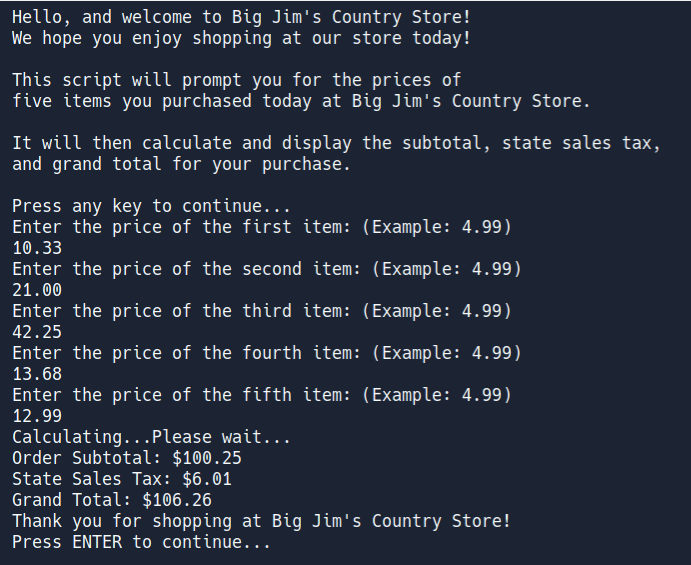 Hello, and welcome to Big Jim's Country Store!
We hope you enjoy shopping at our store today!
This script will prompt you for the prices of
five items you purchased today at Big Jim's Country Store.
It will then calculate and display the subtotal, state sales tax,
and grand total for your purchase.
Press any key to continue...
Enter the price of the first item: (Example: 4.99)
10.33
Enter the price of the second item: (Example: 4.99)
21.00
Enter the price of the third item: (Example: 4.99)
42.25
Enter the price of the fourth item: (Example: 4.99)
13.68
Enter the price of the fifth item: (Example: 4.99)
12.99
Calculating...Please wait...
Order Subtotal: $100.25
State Sales Tax: $6.01
Grand Total: $106.26
Thank you for shopping at Big Jim's Country Store!
Press ENTER to continue...